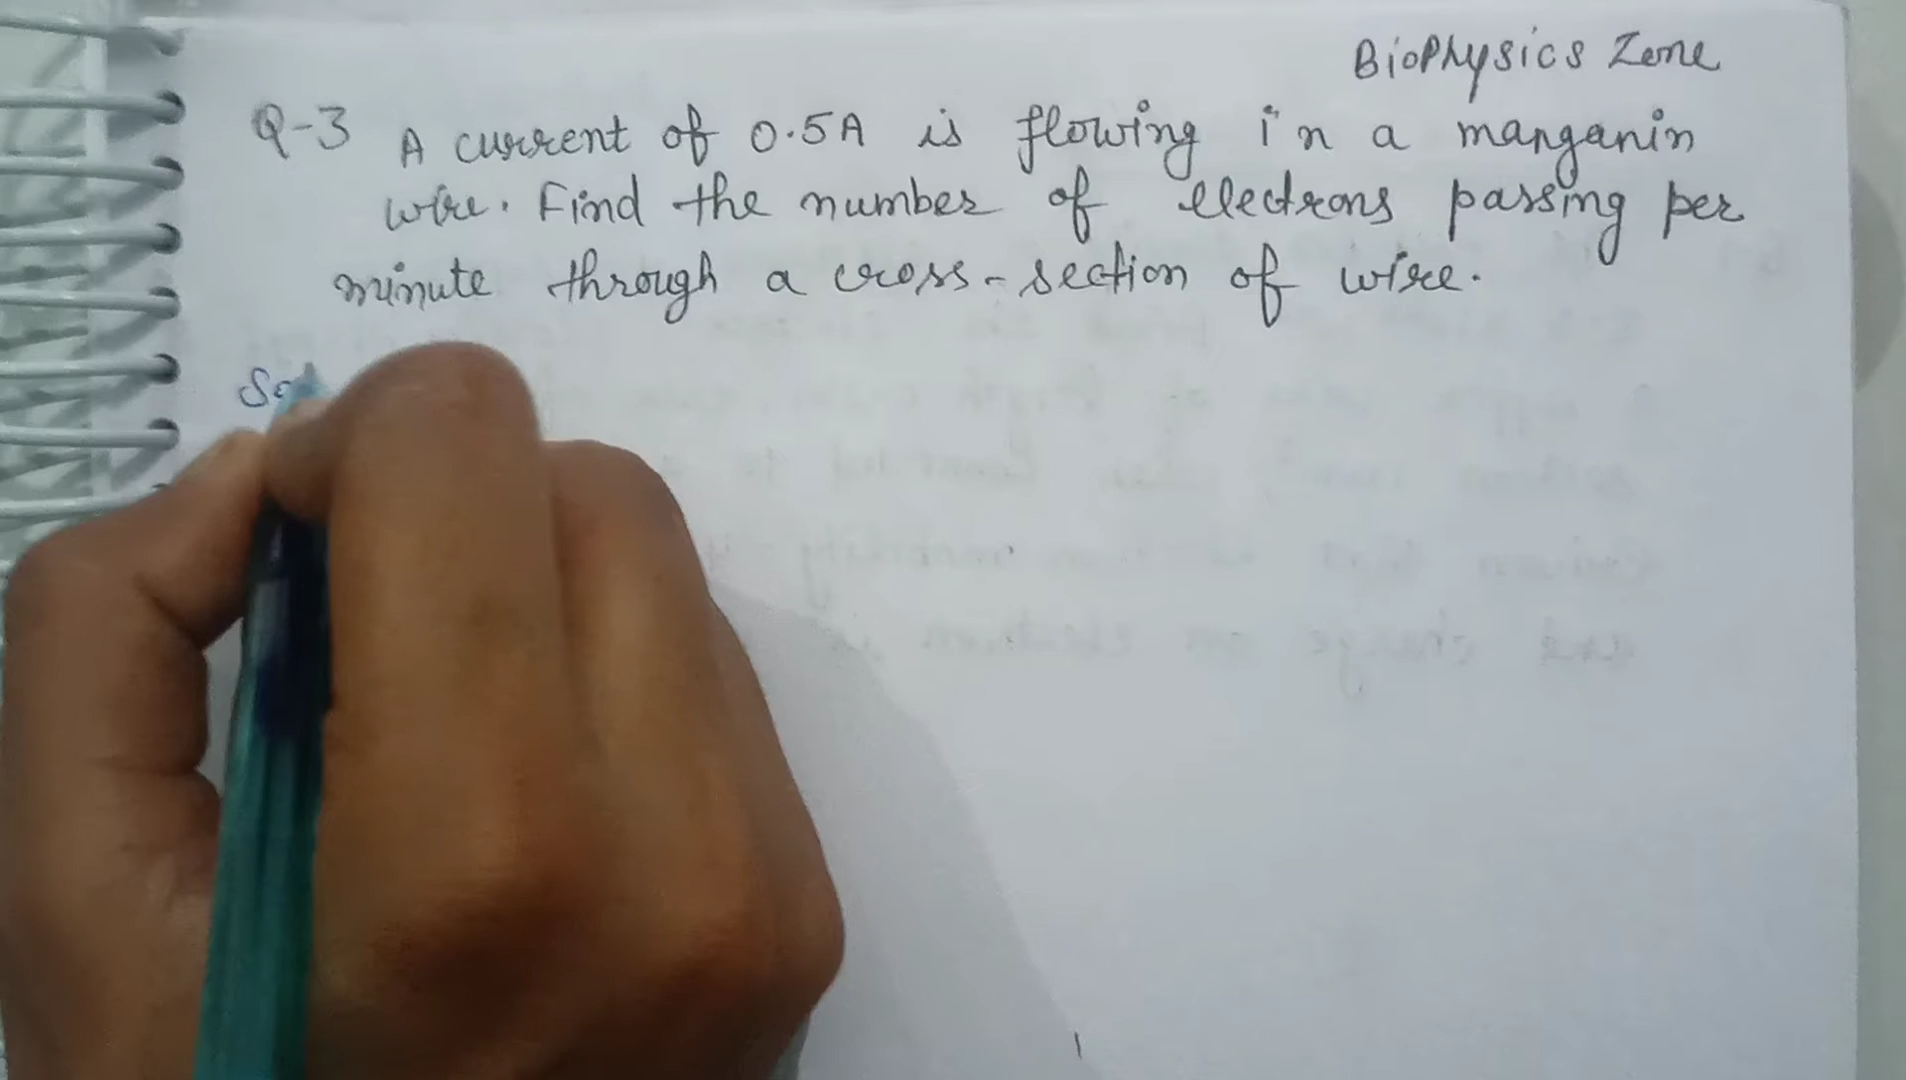 BioPhysics Zone
Q-3 A current of 0.5A is flowing in a manganin
wire. Find the number of electrons passing per
minute through a cross-section of wire.